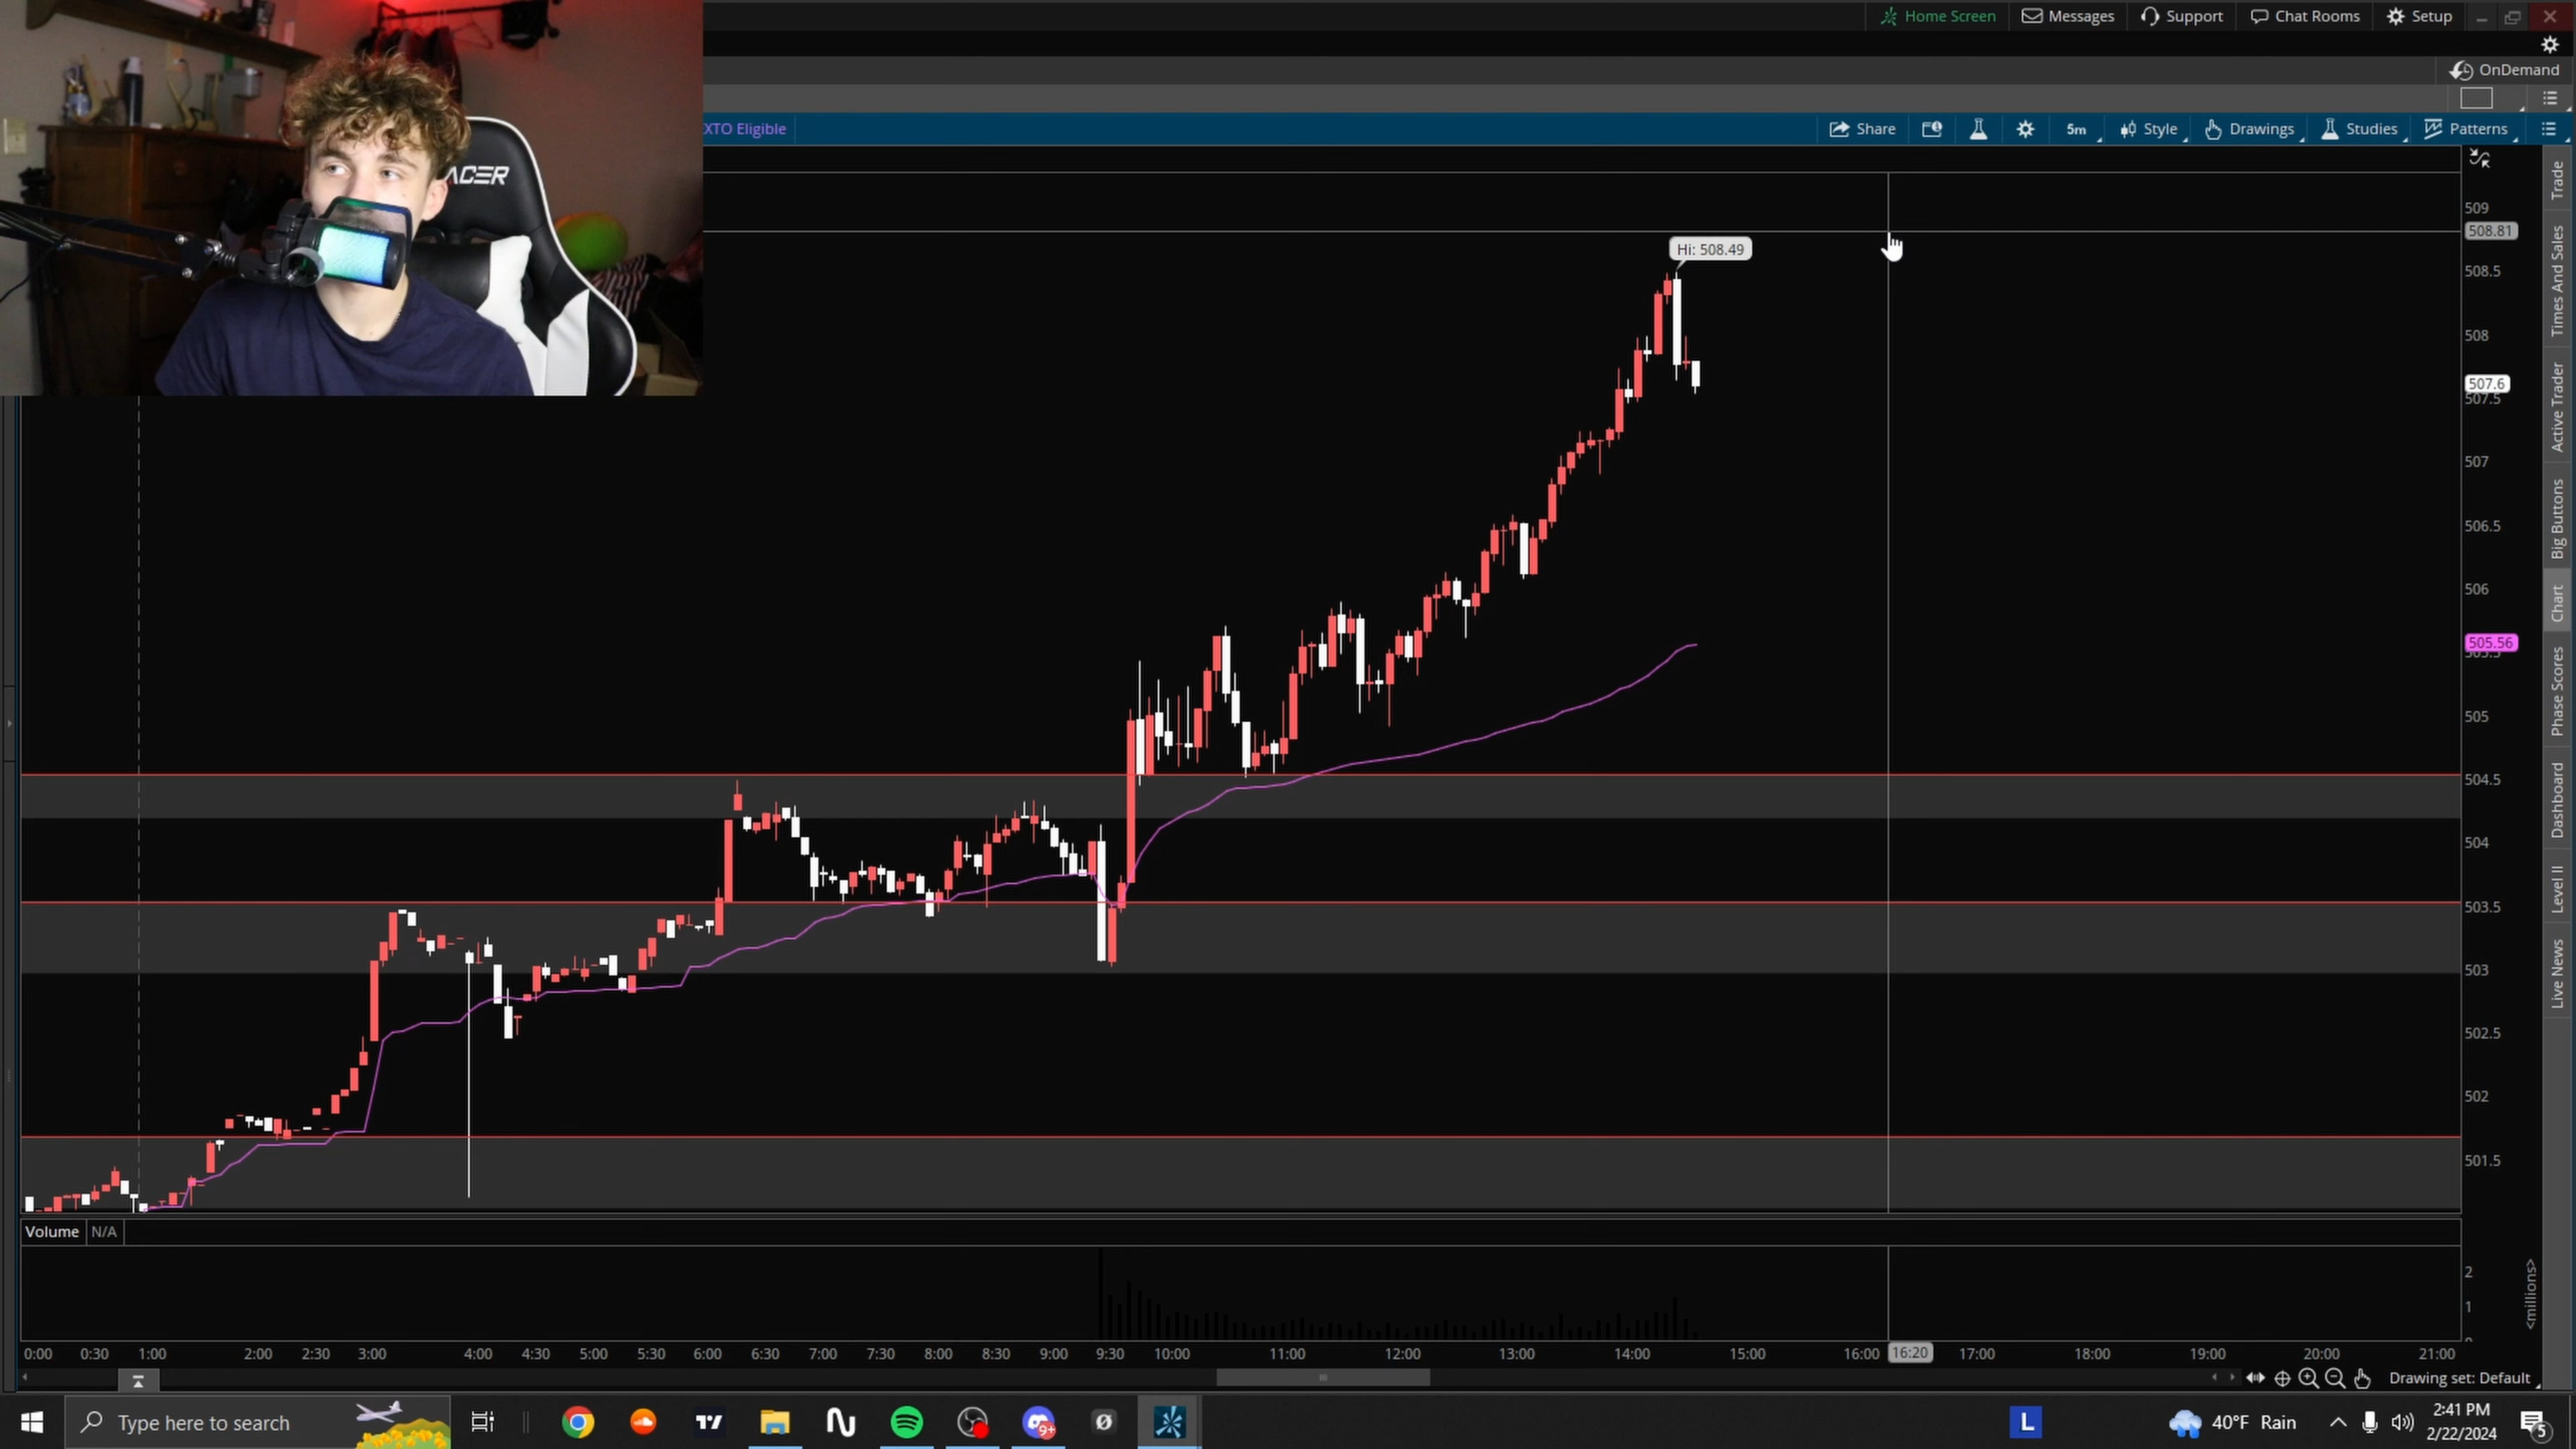 Home Screen
Messages
Support
Chat Rooms
Setup
OnDemand
XTO Eligible
Share
5m
Style
Drawings
Studies
Patterns
ACER
Hi: 508.49
509
508.81
508.5
508
507.6
507.5
507
506.5
506
505.56
505.5
505
504.5
504
503.5
503
502.5
502
501.5
Trade
Times And Sales
Active Trader
Big Buttons
Chart
Phase Scores
Dashboard
Level II
Live News
Volume N/A
2
1
0
<millions>
0:00 0:30 1:00 2:00 2:30 3:00 4:00 4:30 5:00 5:30 6:00 6:30 7:00 7:30 8:00 8:30 9:00 9:30 10:00 11:00 12:00 13:00 14:00 15:00 16:00 16:20 17:00 18:00 19:00 20:00 21:00
Drawing set: Default
Type here to search
9+
L
40°F Rain
2:41 PM
2/22/2024
5